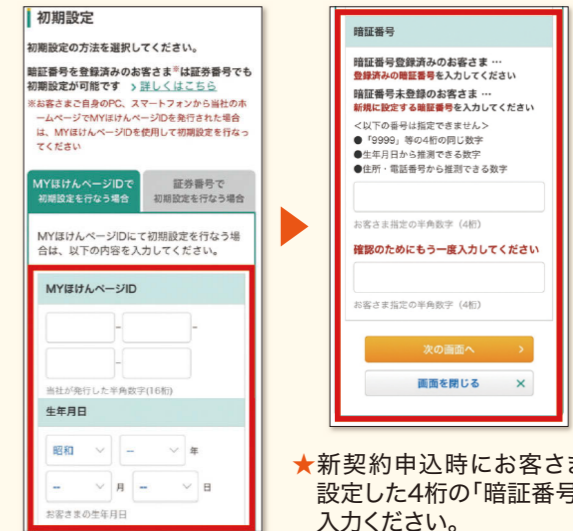 初期設定
初期設定の方法を選択してください。
暗証番号を登録済みのお客さま※は証券番号でも
初期設定が可能です >詳しくはこちら
※お客さまご自身のPC、スマートフォンから当社のホ
ームページでMYほけんページIDを発行された場合
は、MYほけんページIDを使用して初期設定を行なっ
てください
MYほけんページIDで
初期設定を行なう場合
証券番号で
初期設定を行なう場合
MYほけんページIDにて初期設定を行なう場
合は、以下の内容を入力してください。
MYほけんページID
- -
-
当社が発行した半角数字(16桁)
生年月日
昭和 - 年
-- 月 -- 日
お客さまの生年月日
暗証番号
暗証番号登録済みのお客さま …
登録済みの暗証番号を入力してください
暗証番号未登録のお客さま …
新規に設定する暗証番号を入力してください
<以下の番号は指定できません>
●「9999」等の4桁の同じ数字
●生年月日から推測できる数字
●住所・電話番号から推測できる数字
お客さま指定の半角数字（4桁）
確認のためにもう一度入力してください
お客さま指定の半角数字（4桁）
次の画面へ >
画面を閉じる ×
★新契約申込時にお客さま
設定した4桁の「暗証番号
入力ください。